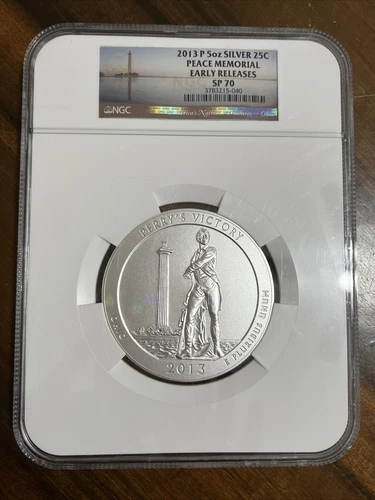 2013 P 5oz SILVER 25C
PEACE MEMORIAL
EARLY RELEASES
SP 70
3783215-040
NGC
PERRY'S VICTORY
OHIO
2013
E PLURIBUS UNUM